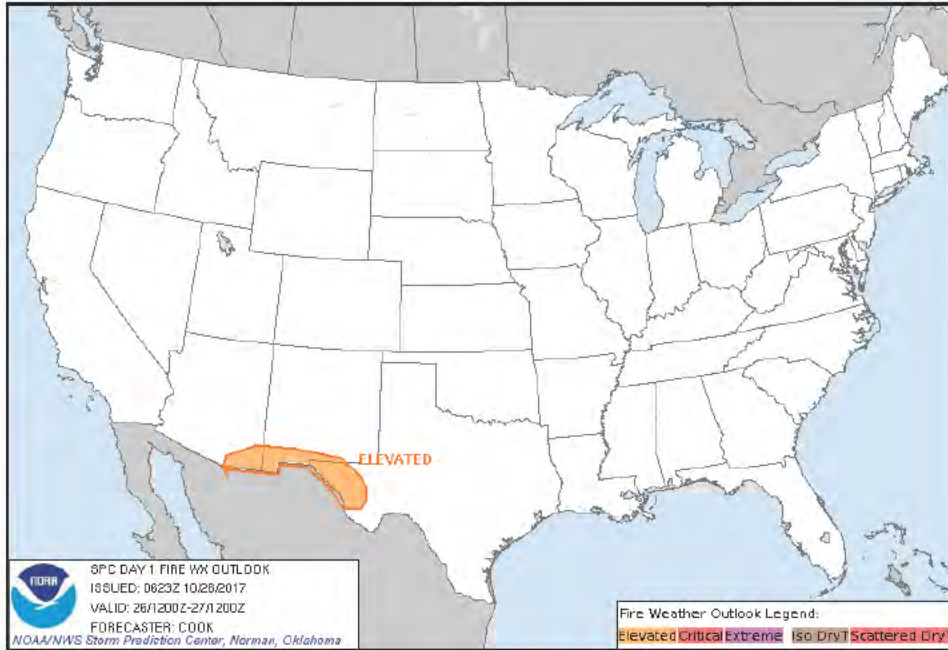 ELEVATED
NOAA
SPC DAY 1 FIRE WX OUTLOOK
ISSUED: 0623Z 10/26/2017
VALID: 26/1200Z-27/1200Z
FORECASTER: COOK
NOAA/NWS Storm Prediction Center, Norman, Oklahoma
Fire Weather Outlook Legend:
Elevated Critical Extreme Iso DryT Scattered DryT